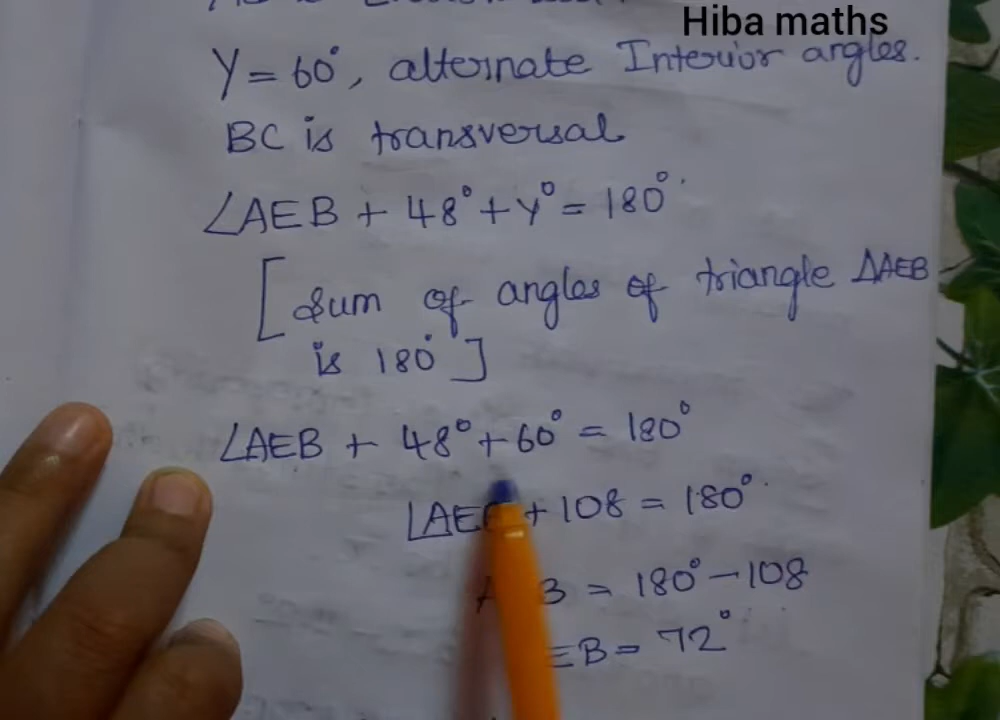 Hiba maths
Y = 60°, alternate Interior angles.
BC is transversal
∠AEB + 48° + Y° = 180°.
[Sum of angles of triangle ΔAEB
is 180°]
∠AEB + 48° + 60° = 180°
+ 108 = 180°.
B = 180° - 108
EB = 72°